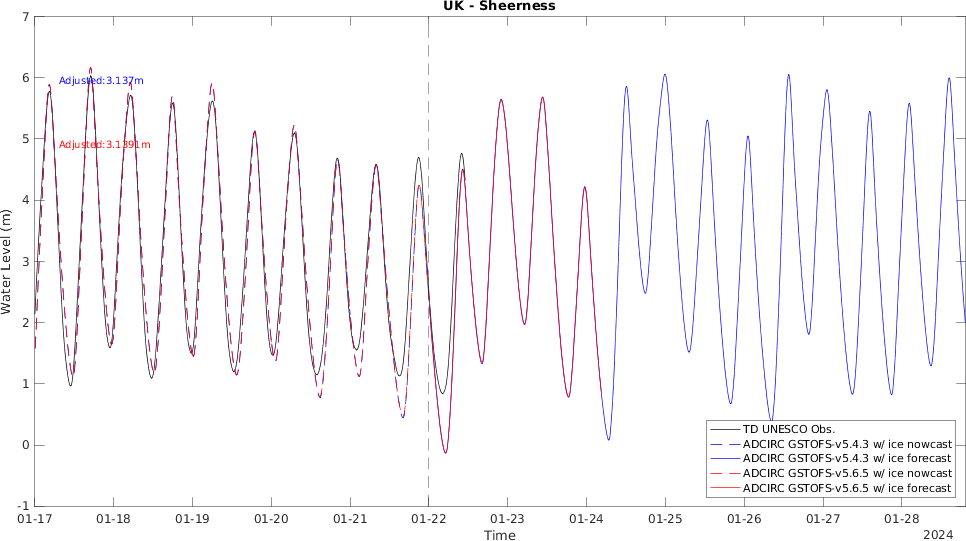 UK - Sheerness
7
6
5
4
3
2
1
0
-1
Water Level (m)
Adjusted:3.137m
Adjusted:3.1391m
TD UNESCO Obs.
ADCIRC GSTOFS-v5.4.3 w/ ice nowcast
ADCIRC GSTOFS-v5.4.3 w/ ice forecast
ADCIRC GSTOFS-v5.6.5 w/ ice nowcast
ADCIRC GSTOFS-v5.6.5 w/ ice forecast
01-17 01-18 01-19 01-20 01-21 01-22 01-23 01-24 01-25 01-26 01-27 01-28
Time
2024